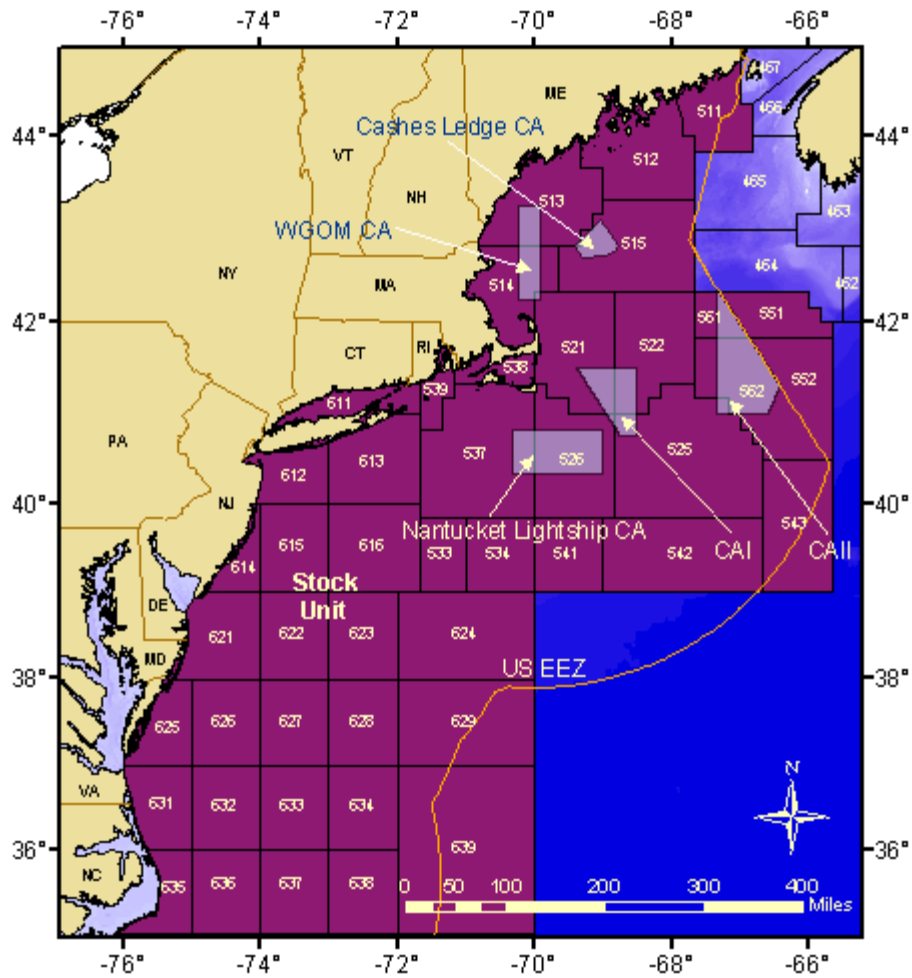 -76° -74° -72° -70° -68° -66°
467
ME
511
466
44° 44°
Cashes Ledge CA
VT
512
465
NH
513
463
WGOM CA
515
464
462
NY
MA
514
42° 42°
561
551
CT
RI
521
522
538
552
539
562
611
PA
537
526
525
613
612
40° 40°
NJ
Nantucket Lightship CA
543
615
616
533
534
541
542
CAI
CAII
614
Stock
Unit
DE
MD
621
622
623
624
US EEZ
38° 38°
625
626
627
628
629
N
VA
631
632
633
634
36° 36°
639
NC
635
636
637
638
0 50 100 200 300 400
Miles
-76° -74° -72° -70° -68° -66°